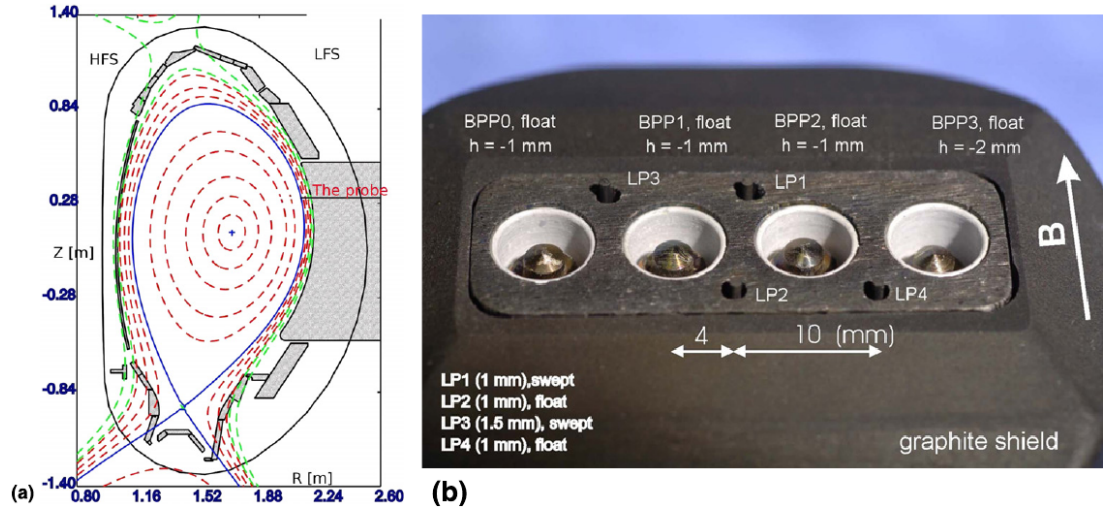 1.40
HFS
LFS
0.84
The probe
0.28
Z [m]
-0.28
-0.84
R [m]
-1.40
0.80 1.16 1.52 1.88 2.24 2.60
(a)
BPP0, float
h = -1 mm
BPP1, float
h = -1 mm
BPP2, float
h = -1 mm
BPP3, float
h = -2 mm
LP3
LP1
B
LP2
LP4
4
10 (mm)
LP1 (1 mm),swept
LP2 (1 mm), float
LP3 (1.5 mm), swept
LP4 (1mm), float
graphite shield
(b)